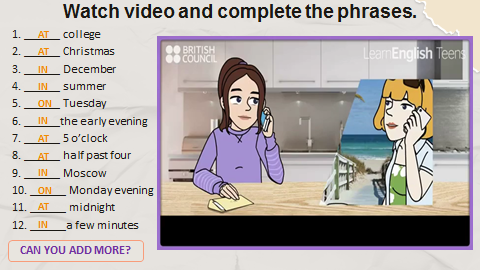 Watch video and complete the phrases.
1. AT college
2. AT Christmas
3. IN December
4. IN summer
5. ON Tuesday
6. IN the early evening
7. AT 5 o'clock
8. AT half past four
9. IN Moscow
10. ON Monday evening
11. AT midnight
12. IN a few minutes
CAN YOU ADD MORE?
BRITISH
COUNCIL
LearnEnglish Teens